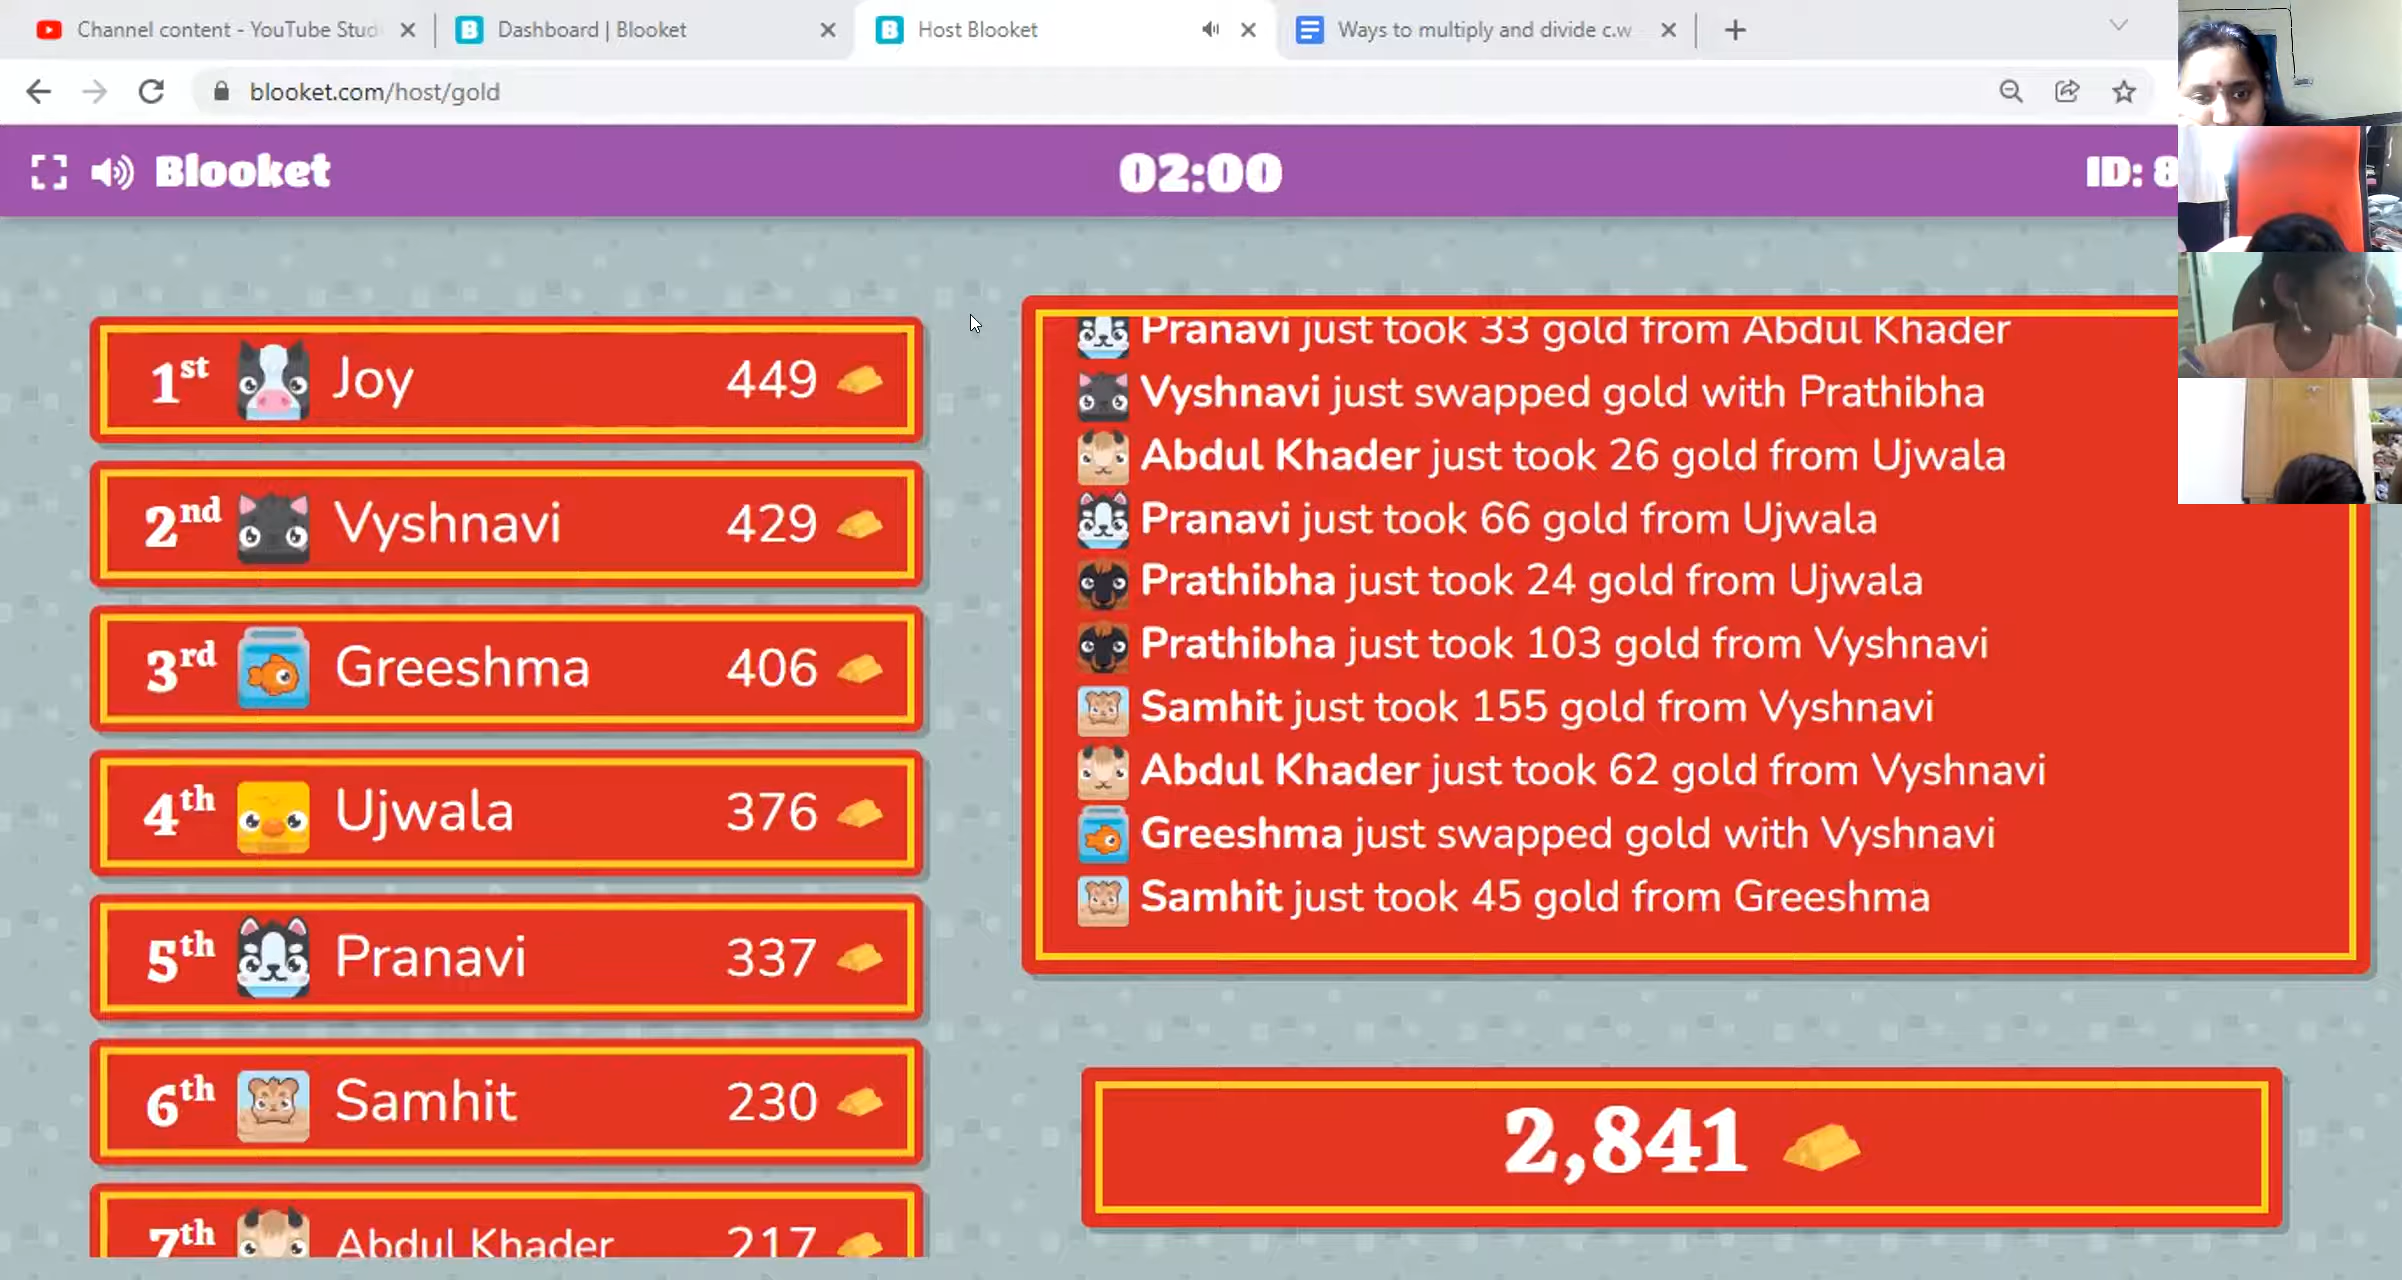 Channel content - YouTube Stud
Dashboard | Blooket
Host Blooket
Ways to multiply and divide c.w
blooket.com/host/gold
Blooket
02:00
ID: 8
1st Joy 449
2nd Vyshnavi 429
3rd Greeshma 406
4th Ujwala 376
5th Pranavi 337
6th Samhit 230
7th Abdul Khader 217
Pranavi just took 33 gold from Abdul Khader
Vyshnavi just swapped gold with Prathibha
Abdul Khader just took 26 gold from Ujwala
Pranavi just took 66 gold from Ujwala
Prathibha just took 24 gold from Ujwala
Prathibha just took 103 gold from Vyshnavi
Samhit just took 155 gold from Vyshnavi
Abdul Khader just took 62 gold from Vyshnavi
Greeshma just swapped gold with Vyshnavi
Samhit just took 45 gold from Greeshma
2,841